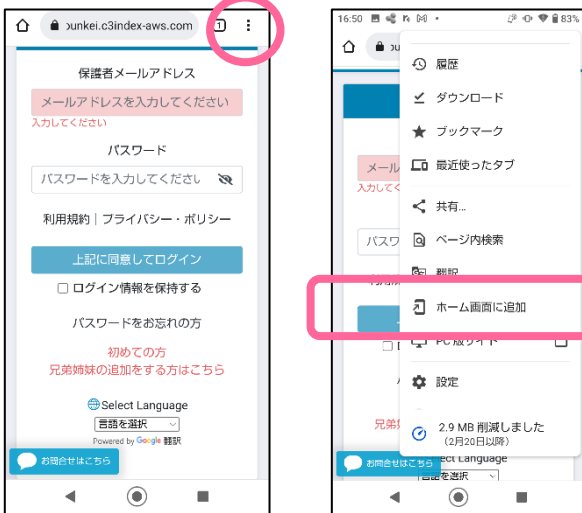 ounkei.c3index-aws.com
1
保護者メールアドレス
メールアドレスを入力してください
入力してください
パスワード
パスワードを入力してくださ
利用規約｜プライバシー・ポリシー
上記に同意してログイン
ログイン情報を保持する
パスワードをお忘れの方
初めての方
兄弟姉妹の追加をする方はこちら
Select Language
言語を選択
Powered by Google 翻訳
お問合せはこちら
16:50
83%
履歴
ダウンロード
ブックマーク
最近使ったタブ
共有...
ページ内検索
翻訳
ホーム画面に追加
PC 版サイト
設定
2.9 MB 削減しました
（2月20日以降）
メール
入力してく
パスワ
兄弟
ect Language
言語を選択
お問合せはこちら